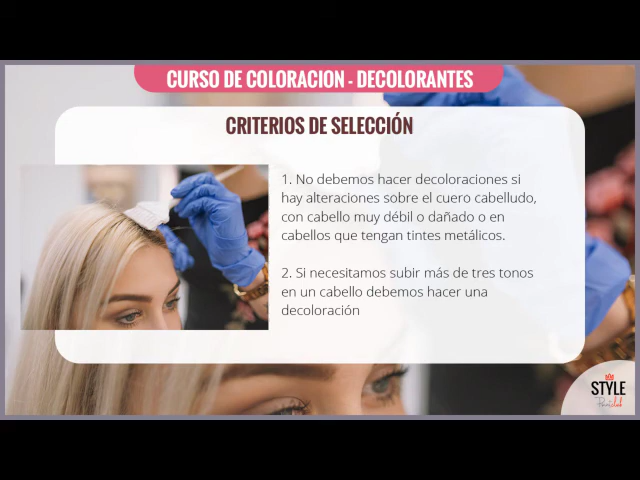 CURSO DE COLORACION - DECOLORANTES
CRITERIOS DE SELECCIÓN
1. No debemos hacer decoloraciones si
hay alteraciones sobre el cuero cabelludo,
con cabello muy débil o dañado o en
cabellos que tengan tintes metálicos.
2. Si necesitamos subir más de tres tonos
en un cabello debemos hacer una
decoloración
STYLE